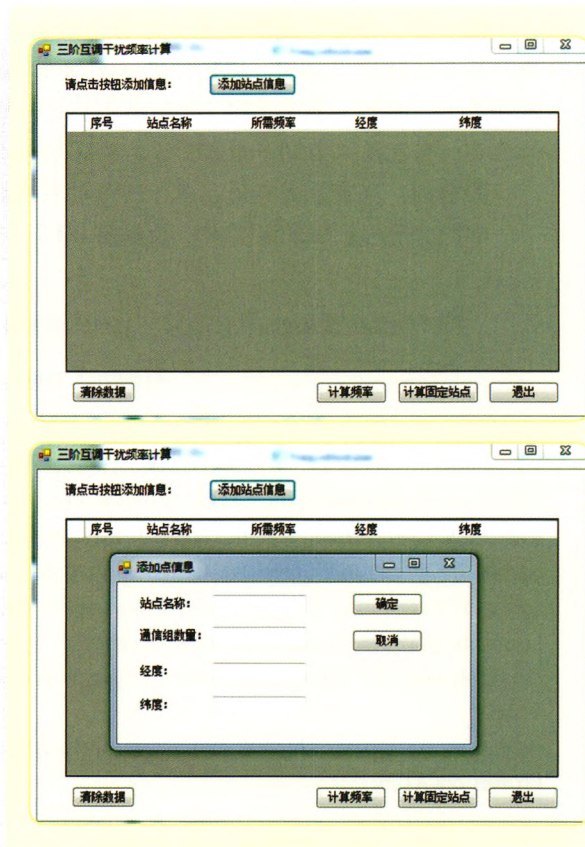 三阶互调干扰频率计算
请点击按钮添加信息： 添加站点信息
序号 站点名称 所需频率 经度 纬度
清除数据 计算频率 计算固定站点 退出
三阶互调干扰频率计算
请点击按钮添加信息： 添加站点信息
序号 站点名称 所需频率 经度 纬度
添加点信息
站点名称： 确定
通信组数量： 取消
经度：
纬度：
清除数据 计算频率 计算固定站点 退出